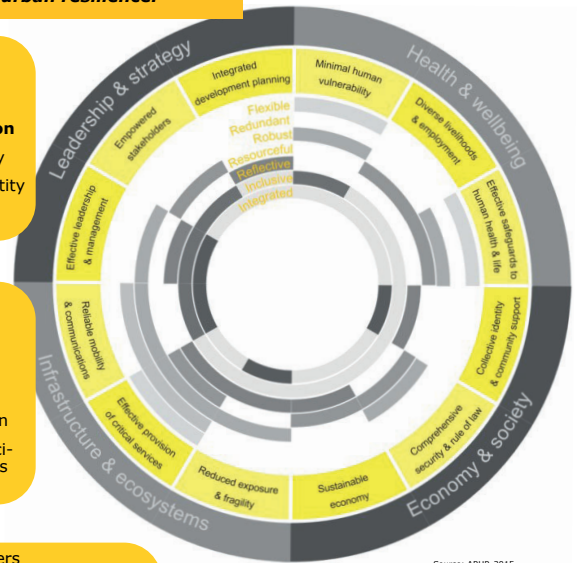 urban resilience.
on
y
tity
n
ti-
s
ers
Leadership & strategy
Health & wellbeing
Economy & society
Infrastructure & ecosystems
Integrated
development planning
Minimal human
vulnerability
Diverse livelihoods
& employment
Effective safeguards to
human health & life
Collective identity
& community support
Comprehensive
security & rule of law
Sustainable
economy
Reduced exposure
& fragility
Effective provision
of critical services
Reliable mobility
& communications
Effective leadership
& management
Empowered
stakeholders
Flexible
Redundant
Robust
Resourceful
Reflective
Inclusive
Integrated